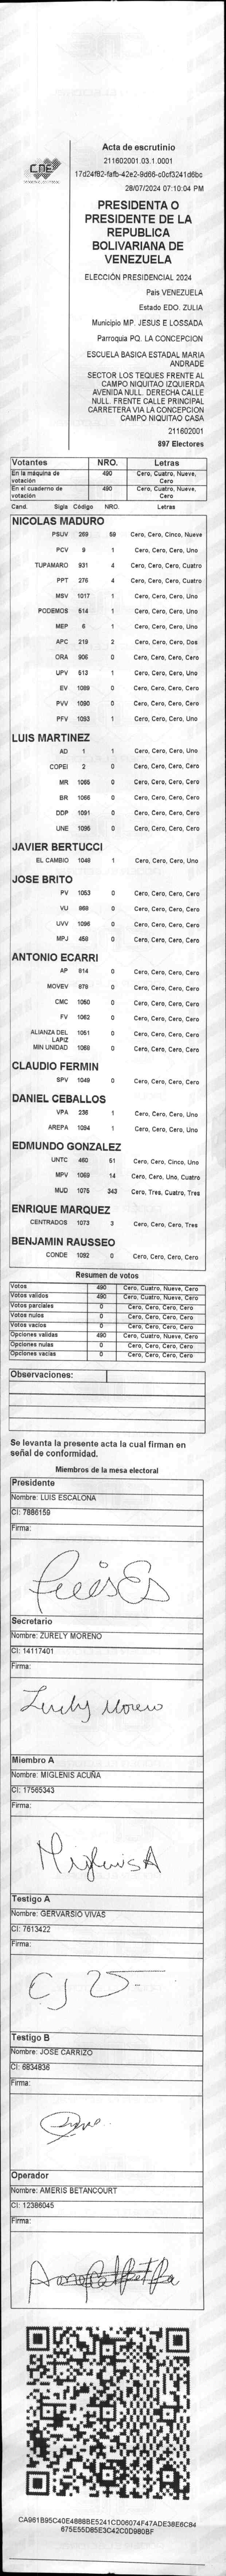 Acta de escrutinio
211602001.03.1.0001
17d24f82-fafb-42e2-9d66-c0cf3241d6bc
28/07/2024 07:10:04 PM
CNE
PRESIDENTA O
PRESIDENTE DE LA
REPUBLICA
BOLIVARIANA DE
VENEZUELA
ELECCIÓN PRESIDENCIAL 2024
Pais VENEZUELA
Estado EDO. ZULIA
Municipio MP. JESUS E LOSSADA
Parroquia PQ. LA CONCEPCION
ESCUELA BASICA ESTADAL MARIA
ANDRADE
SECTOR LOS TEQUES FRENTE AL
CAMPO NIQUITAO IZQUIERDA
AVENIDA NULL. DERECHA CALLE
NULL. FRENTE CALLE PRINCIPAL
CARRETERA VIA LA CONCEPCION
CAMPO NIQUITAO CASA
211602001
897 Electores
Votantes NRO. Letras
En la máquina de votación 490 Cero, Cuatro, Nueve, Cero
En el cuaderno de votación 490 Cero, Cuatro, Nueve, Cero
Cand. Sigla Código NRO. Letras
NICOLAS MADURO
PSUV 269 59 Cero, Cero, Cinco, Nueve
PCV 9 1 Cero, Cero, Cero, Uno
TUPAMARO 931 4 Cero, Cero, Cero, Cuatro
PPT 276 4 Cero, Cero, Cero, Cuatro
MSV 1017 1 Cero, Cero, Cero, Uno
PODEMOS 514 1 Cero, Cero, Cero, Uno
MEP 6 1 Cero, Cero, Cero, Uno
APC 219 2 Cero, Cero, Cero, Dos
ORA 906 0 Cero, Cero, Cero, Cero
UPV 513 1 Cero, Cero, Cero, Uno
EV 1089 0 Cero, Cero, Cero, Cero
PVV 1090 0 Cero, Cero, Cero, Cero
PFV 1093 1 Cero, Cero, Cero, Uno
LUIS MARTINEZ
AD 1 1 Cero, Cero, Cero, Uno
COPEI 2 0 Cero, Cero, Cero, Cero
MR 1065 0 Cero, Cero, Cero, Cero
BR 1066 0 Cero, Cero, Cero, Cero
DDP 1091 0 Cero, Cero, Cero, Cero
UNE 1095 0 Cero, Cero, Cero, Cero
JAVIER BERTUCCI
EL CAMBIO 1048 1 Cero, Cero, Cero, Uno
JOSE BRITO
PV 1053 0 Cero, Cero, Cero, Cero
VU 969 0 Cero, Cero, Cero, Cero
UVV 1096 0 Cero, Cero, Cero, Cero
MPJ 459 0 Cero, Cero, Cero, Cero
ANTONIO ECARRI
AP 814 0 Cero, Cero, Cero, Cero
MOVEV 879 0 Cero, Cero, Cero, Cero
CMC 1050 0 Cero, Cero, Cero, Cero
FV 1062 0 Cero, Cero, Cero, Cero
ALIANZA DEL LAPIZ 1051 0 Cero, Cero, Cero, Cero
MIN UNIDAD 1068 0 Cero, Cero, Cero, Cero
CLAUDIO FERMIN
SPV 1049 0 Cero, Cero, Cero, Cero
DANIEL CEBALLOS
VPA 236 1 Cero, Cero, Cero, Uno
AREPA 1094 1 Cero, Cero, Cero, Uno
EDMUNDO GONZALEZ
UNTC 460 51 Cero, Cero, Cinco, Uno
MPV 1069 14 Cero, Cero, Uno, Cuatro
MUD 1075 343 Cero, Tres, Cuatro, Tres
ENRIQUE MARQUEZ
CENTRADOS 1073 3 Cero, Cero, Cero, Tres
BENJAMIN RAUSSEO
CONDE 1092 0 Cero, Cero, Cero, Cero
Resumen de votos
Votos 490 Cero, Cuatro, Nueve, Cero
Votos validos 490 Cero, Cuatro, Nueve, Cero
Votos parciales 0 Cero, Cero, Cero, Cero
Votos nulos 0 Cero, Cero, Cero, Cero
Votos vacios 0 Cero, Cero, Cero, Cero
Opciones validas 490 Cero, Cuatro, Nueve, Cero
Opciones nulas 0 Cero, Cero, Cero, Cero
Opciones vacias 0 Cero, Cero, Cero, Cero
Observaciones:
Se levanta la presente acta la cual firman en
señal de conformidad.
Miembros de la mesa electoral
Presidente
Nombre: LUIS ESCALONA
CI: 7886159
Firma:
LuisEs
Secretario
Nombre: ZURELY MORENO
CI: 14117401
Firma:
Zurely Moreno
Miembro A
Nombre: MIGLENIS ACUÑA
CI: 17565343
Firma:
MiglenisA
Testigo A
Nombre: GERVARSIO VIVAS
CI: 7613422
Firma:
Testigo B
Nombre: JOSE CARRIZO
CI: 6834836
Firma:
Operador
Nombre: AMERIS BETANCOURT
CI: 12386045
Firma:
CA961B95C40E4888BE5241CD06074F47ADE38E6C84
675E55D85E3C42C0D980BF